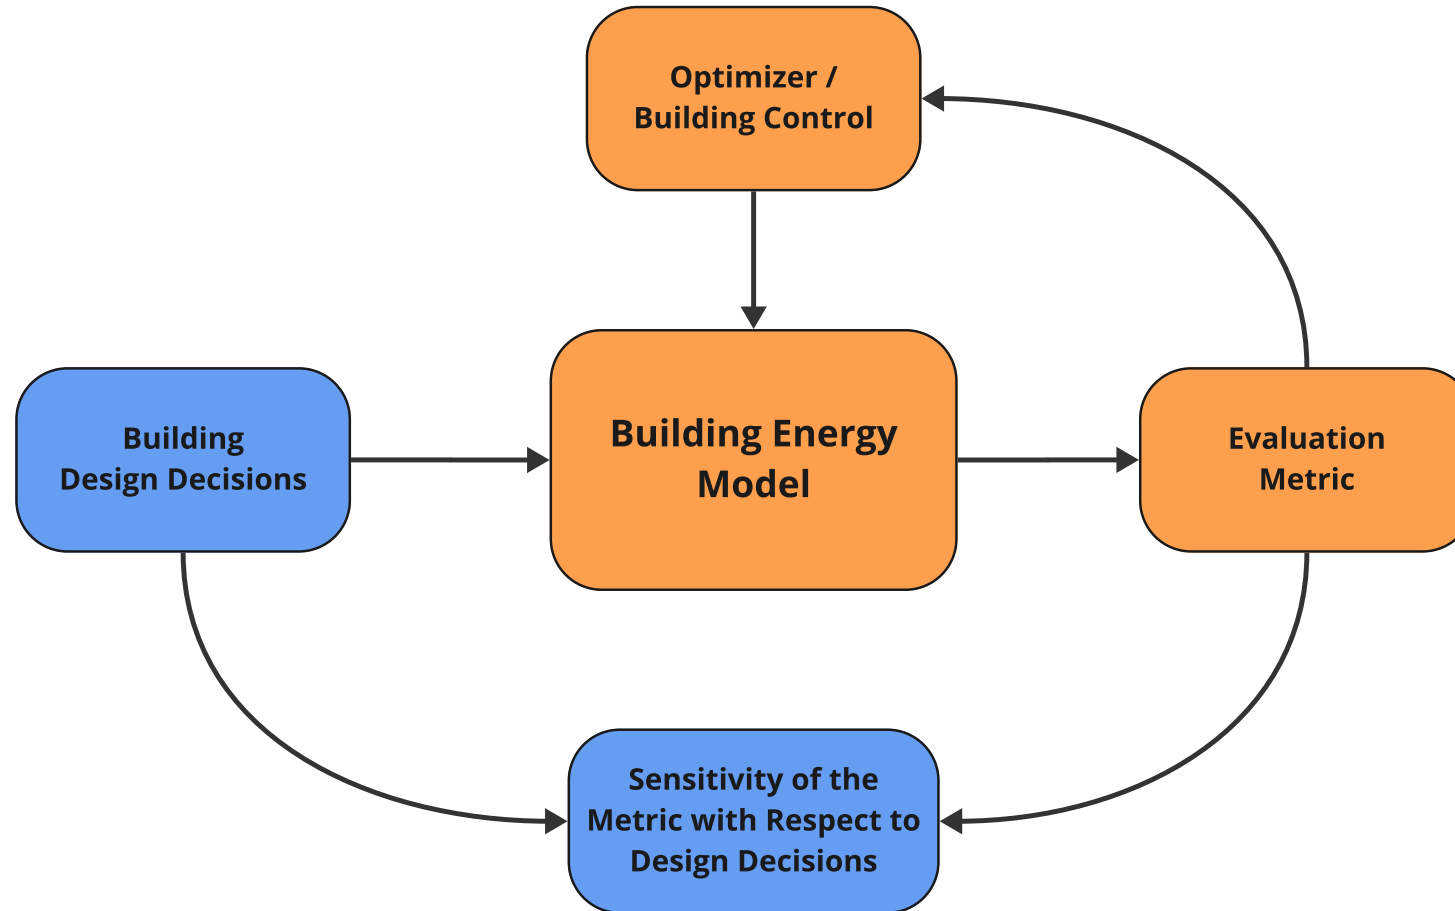 Optimizer /
Building Control
Building
Design Decisions
Building Energy
Model
Evaluation
Metric
Sensitivity of the
Metric with Respect to
Design Decisions